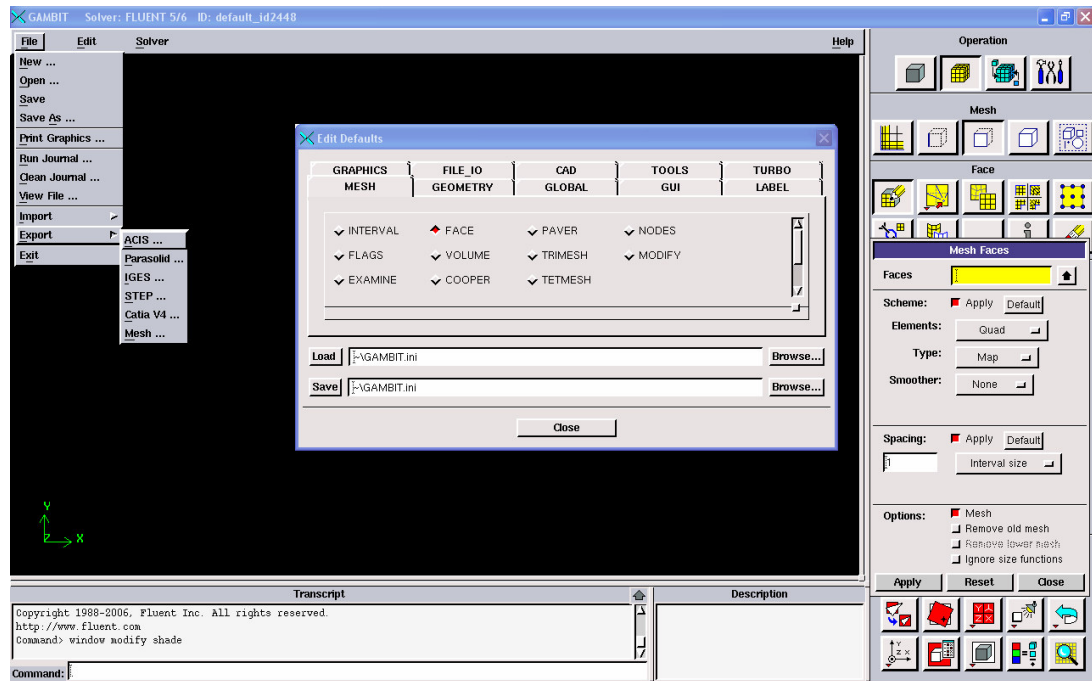 GAMBIT Solver: FLUENT 5/6 ID: default_id2448
File Edit Solver Help
New ...
Open ...
Save
Save As ...
Print Graphics ...
Run Journal ...
Clean Journal ...
View File ...
Import
Export
Exit
ACIS ...
Parasolid ...
IGES ...
STEP ...
Catia V4 ...
Mesh ...
Edit Defaults
GRAPHICS FILE_IO CAD TOOLS TURBO
MESH GEOMETRY GLOBAL GUI LABEL
INTERVAL FACE PAVER NODES
FLAGS VOLUME TRIMESH MODIFY
EXAMINE COOPER TETMESH
Load ~\GAMBIT.ini Browse...
Save ~\GAMBIT.ini Browse...
Close
Y
Z X
Operation
Mesh
Face
Mesh Faces
Faces
Scheme: Apply Default
Elements: Quad
Type: Map
Smoother: None
Spacing: Apply Default
1 Interval size
Options: Mesh
Remove old mesh
Remove lower mesh
Ignore size functions
Apply Reset Close
Transcript
Copyright 1988-2006, Fluent Inc. All rights reserved.
http://www.fluent.com
Command> window modify shade
Command:
Description